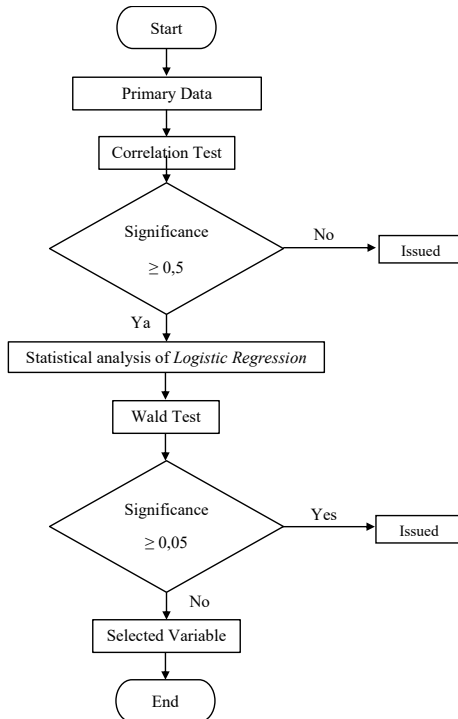 Start
Primary Data
Correlation Test
Significance
≥ 0,5
No
Issued
Ya
Statistical analysis of Logistic Regression
Wald Test
Significance
≥ 0,05
Yes
Issued
No
Selected Variable
End